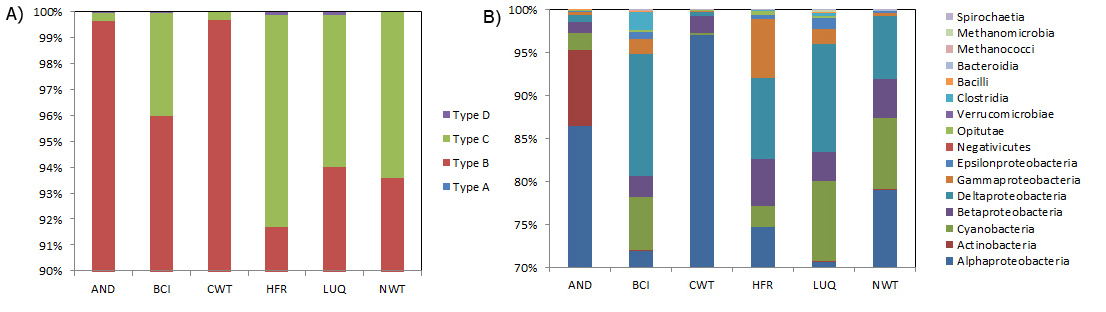 A)
100%
99%
98%
97%
96%
95%
94%
93%
92%
91%
90%
AND BCI CWT HFR LUQ NWT
Type D
Type C
Type B
Type A
B)
100%
95%
90%
85%
80%
75%
70%
AND BCI CWT HFR LUQ NWT
Spirochaetia
Methanomicrobia
Methanococci
Bacteroidia
Bacilli
Clostridia
Verrucomicrobiae
Opitutae
Negativicutes
Epsilonproteobacteria
Gammaproteobacteria
Deltaproteobacteria
Betaproteobacteria
Cyanobacteria
Actinobacteria
Alphaproteobacteria